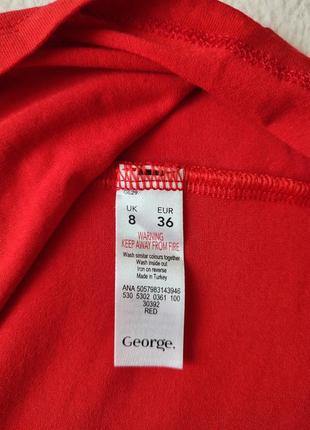 UK EUR
8 36
WARNING
KEEP AWAY FROM FIRE
Wash similar colours together
Wash inside out
Iron on reverse
Made in Turkey
ANA 5057983143946
530 5302 0361 100
30392
RED
George.